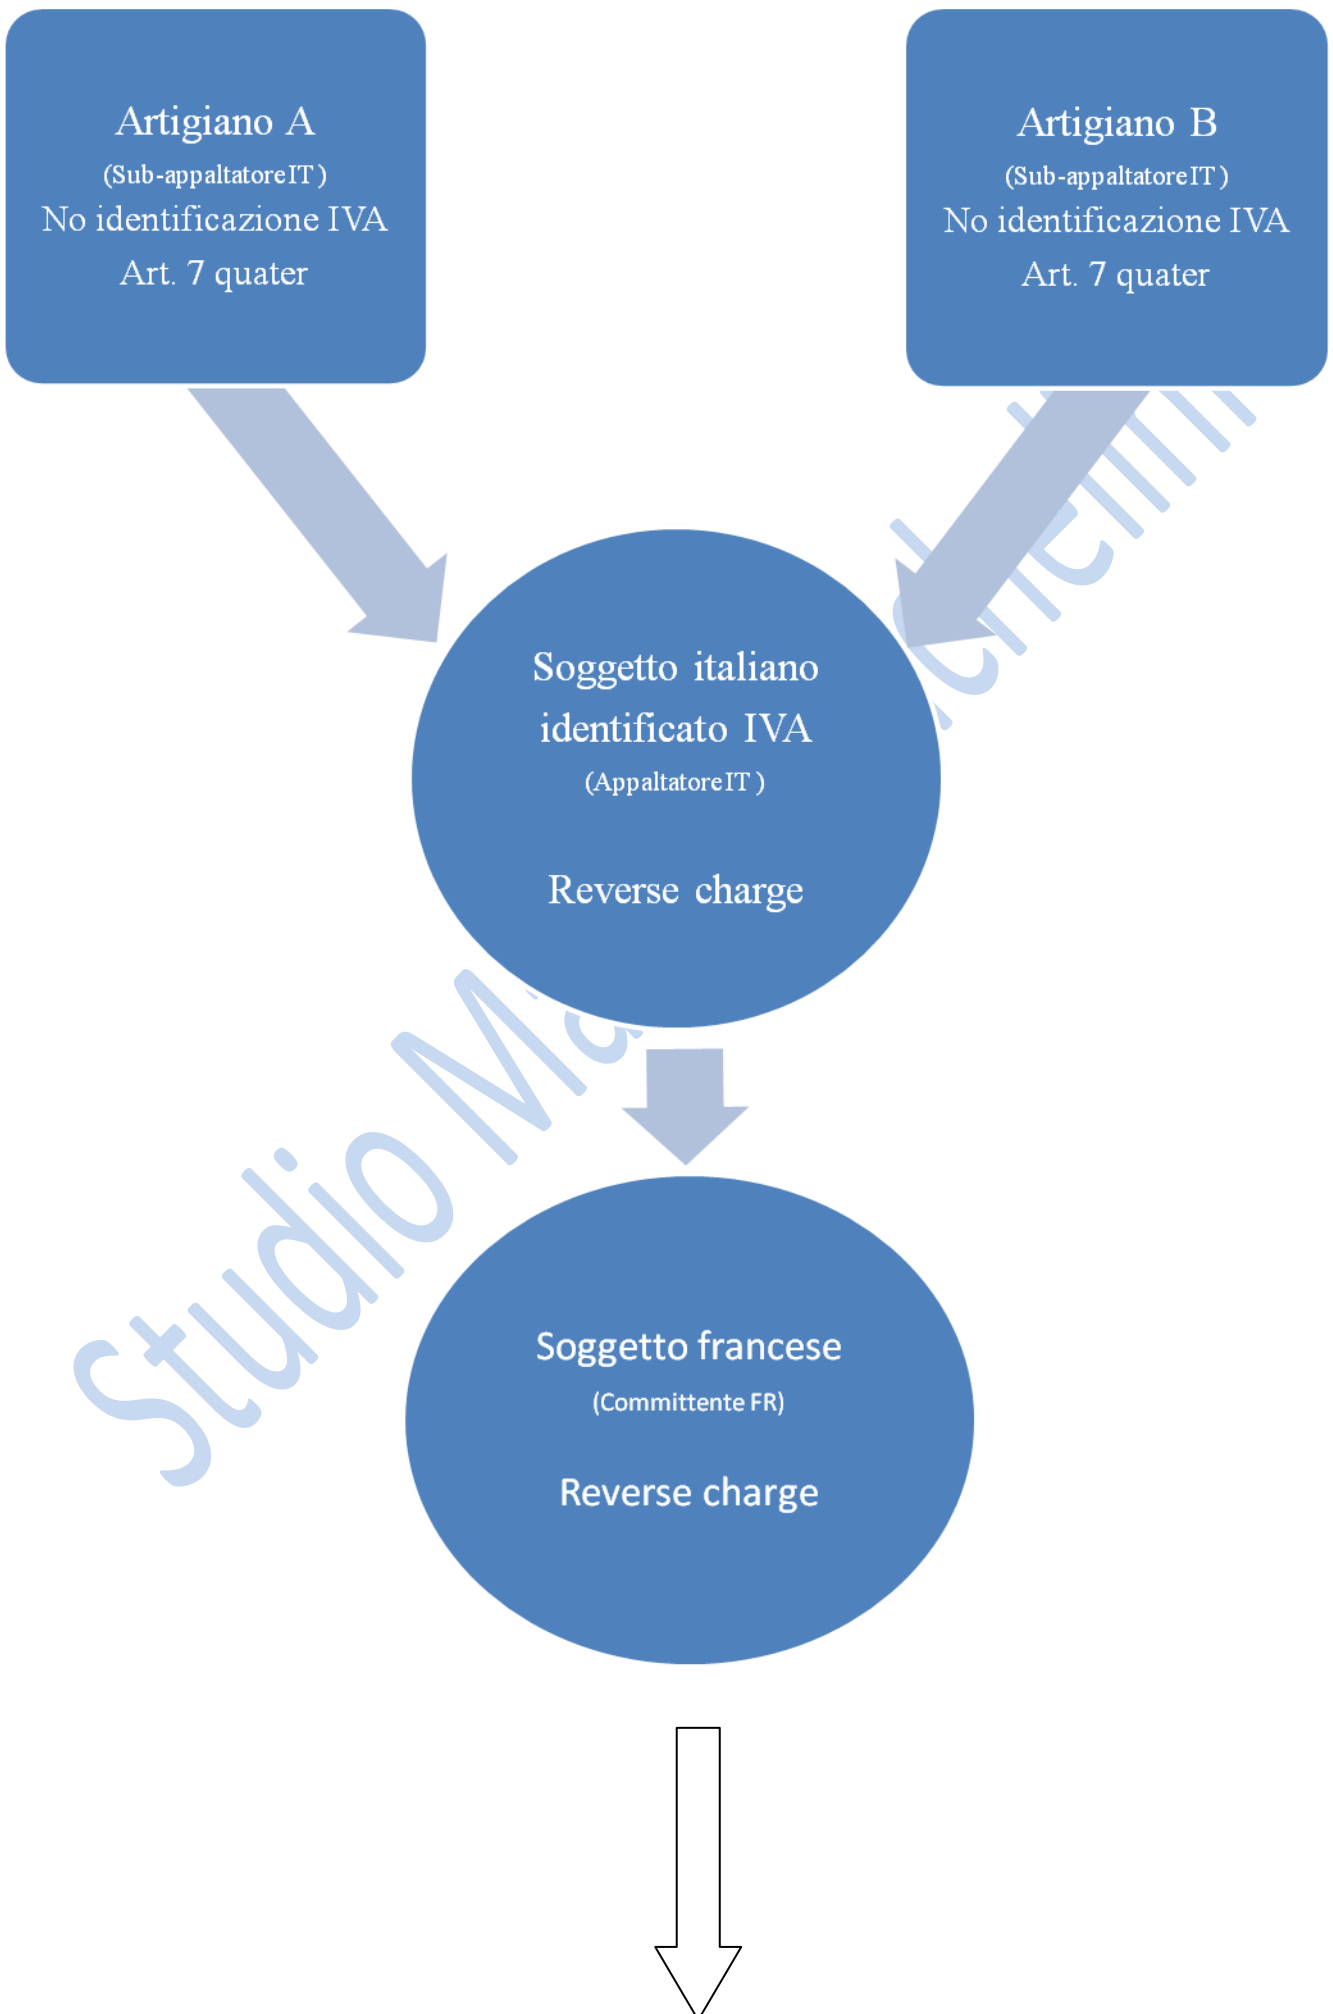 Artigiano A
(Sub-appaltatore IT )
No identificazione IVA
Art. 7 quater
Artigiano B
(Sub-appaltatore IT )
No identificazione IVA
Art. 7 quater
Soggetto italiano
identificato IVA
(Appaltatore IT )
Reverse charge
Soggetto francese
(Committente FR)
Reverse charge
Studio